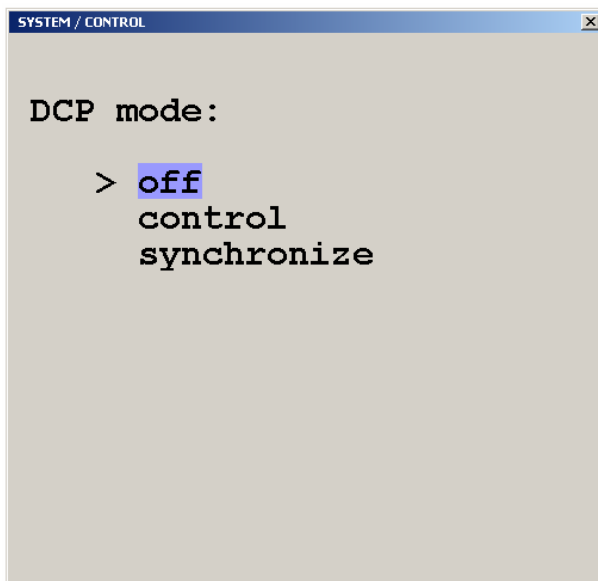 SYSTEM / CONTROL
DCP mode:
> off
control
synchronize